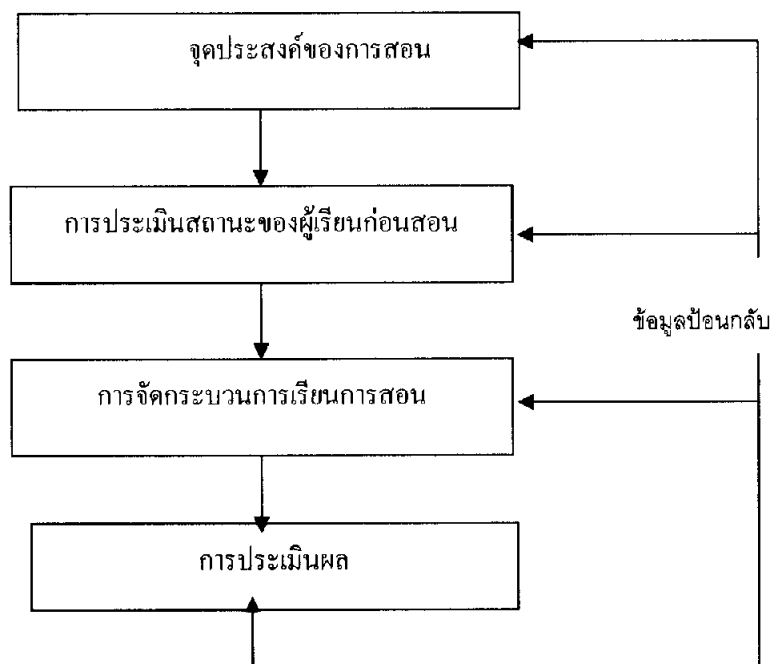 จุดประสงค์ของการสอน
การประเมินสถานะของผู้เรียนก่อนสอน
ข้อมูลป้อนกลับ
การจัดกระบวนการเรียนการสอน
การประเมินผล